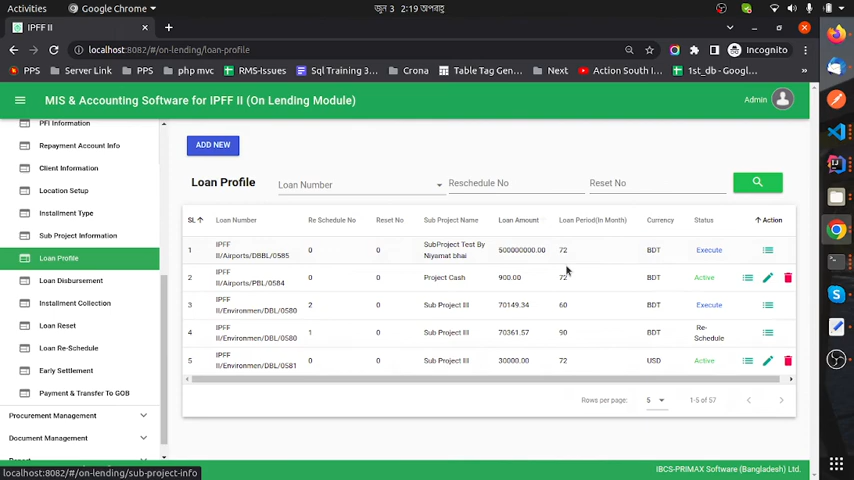 Activities
Google Chrome
জুন 3 2:19 অপরাহ্ণ
IPFF II
localhost:8082/#/on-lending/loan-profile
Incognito
PPS
Server Link
PPS
php mvc
RMS-Issues
Sql Training 3...
Crona
Table Tag Gener...
Next
Action South I...
1st_db - Googl...
MIS & Accounting Software for IPFF II (On Lending Module)
Admin
PFI Information
Repayment Account Info
Client Information
Location Setup
Installment Type
Sub Project Information
Loan Profile
Loan Disbursement
Installment Collection
Loan Reset
Loan Re-Schedule
Early Settlement
Payment & Transfer To GOB
Procurement Management
Document Management
localhost:8082/#/on-lending/sub-project-info
ADD NEW
Loan Profile
Loan Number
Reschedule No
Reset No
SL Loan Number Re Schedule No Reset No Sub Project Name Loan Amount Loan Period(In Month) Currency Status Action
1 IPFF II/Airports/DBBL/0585 0 0 SubProject Test By Niyamat bhai 500000000.00 72 BDT Execute
2 IPFF II/Airports/PBL/0584 0 0 Project Cash 900.00 72 BDT Active
3 IPFF II/Environmen/DBL/0580 2 0 Sub Project III 70149.34 60 BDT Execute
4 IPFF II/Environmen/DBL/0580 1 0 Sub Project III 70361.57 90 BDT Re-Schedule
5 IPFF II/Environmen/DBL/0581 0 0 Sub Project III 30000.00 72 USD Active
Rows per page: 5 1-5 of 57
IBCS-PRIMAX Software (Bangladesh) Ltd.